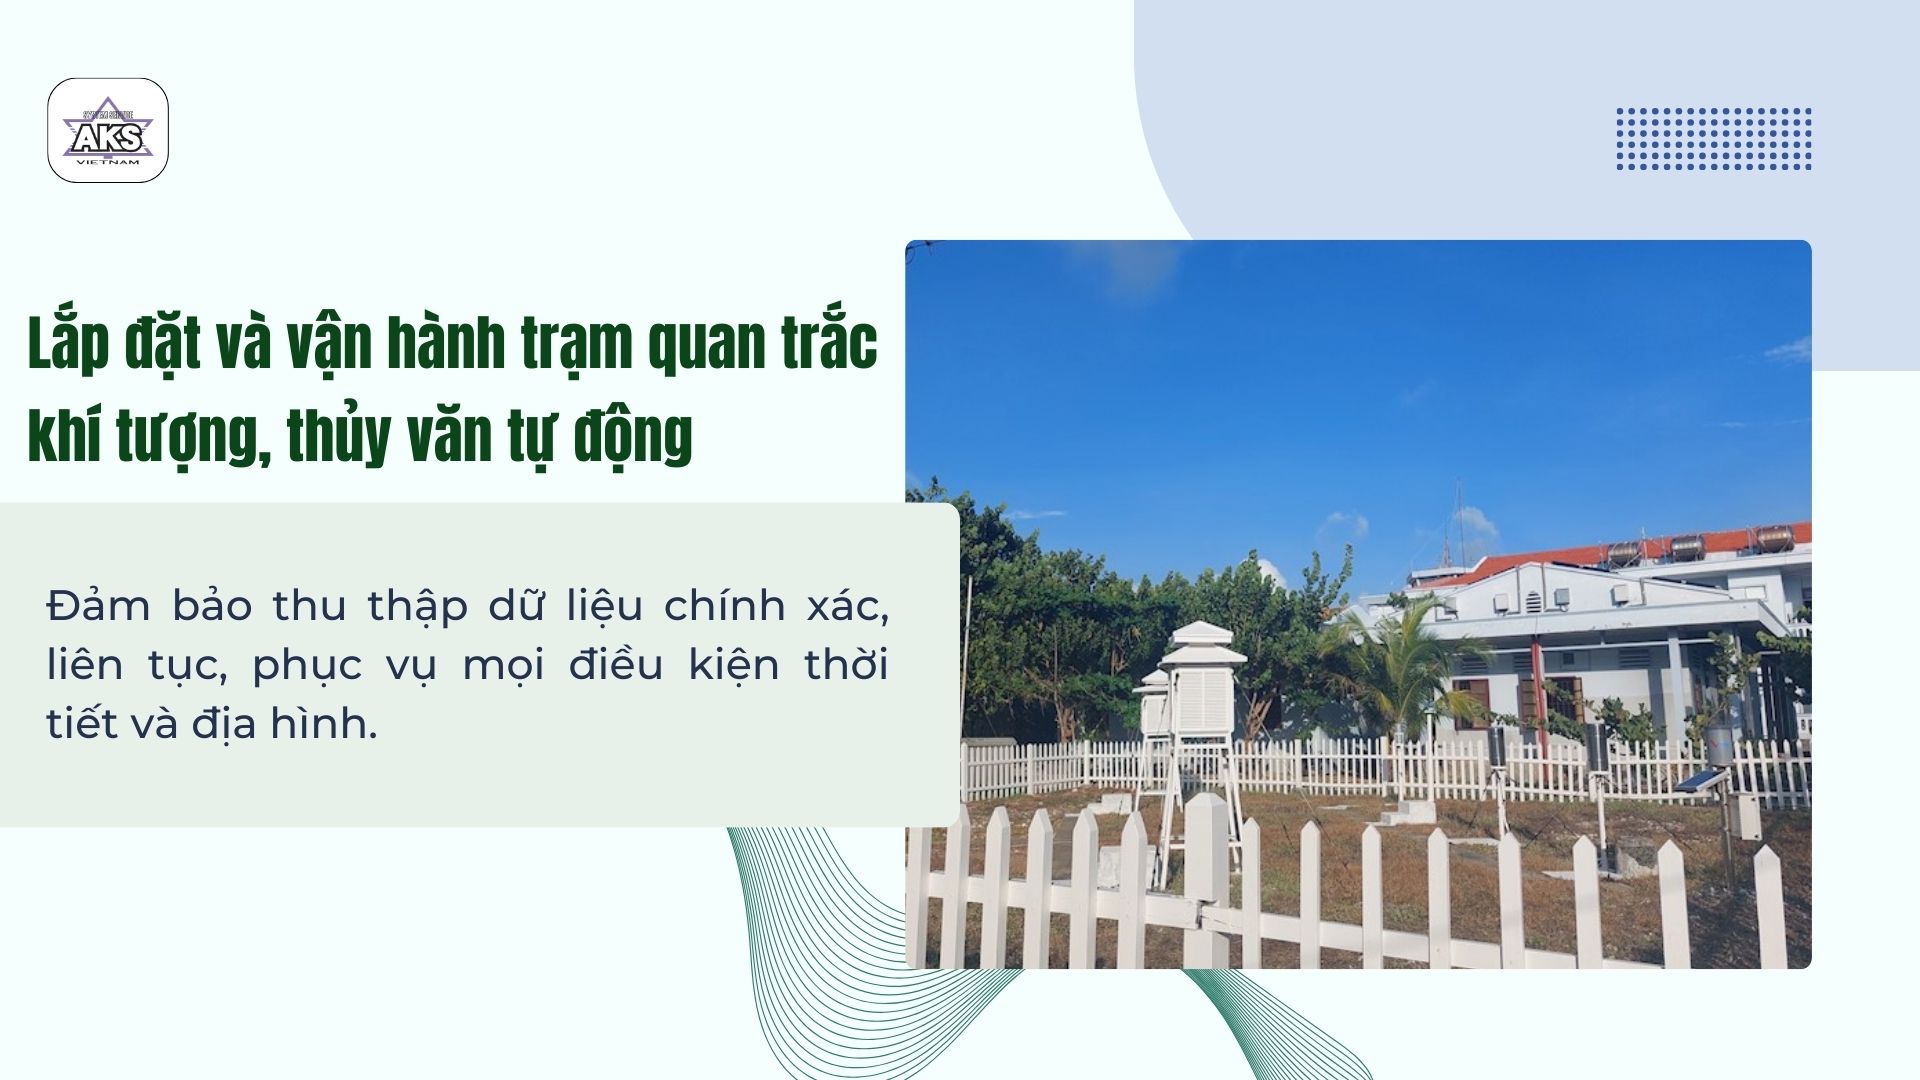 SYSTEM SERVICE
AKS
VIETNAM
Lắp đặt và vận hành trạm quan trắc
khí tượng, thủy văn tự động
Đảm bảo thu thập dữ liệu chính xác,
liên tục, phục vụ mọi điều kiện thời
tiết và địa hình.